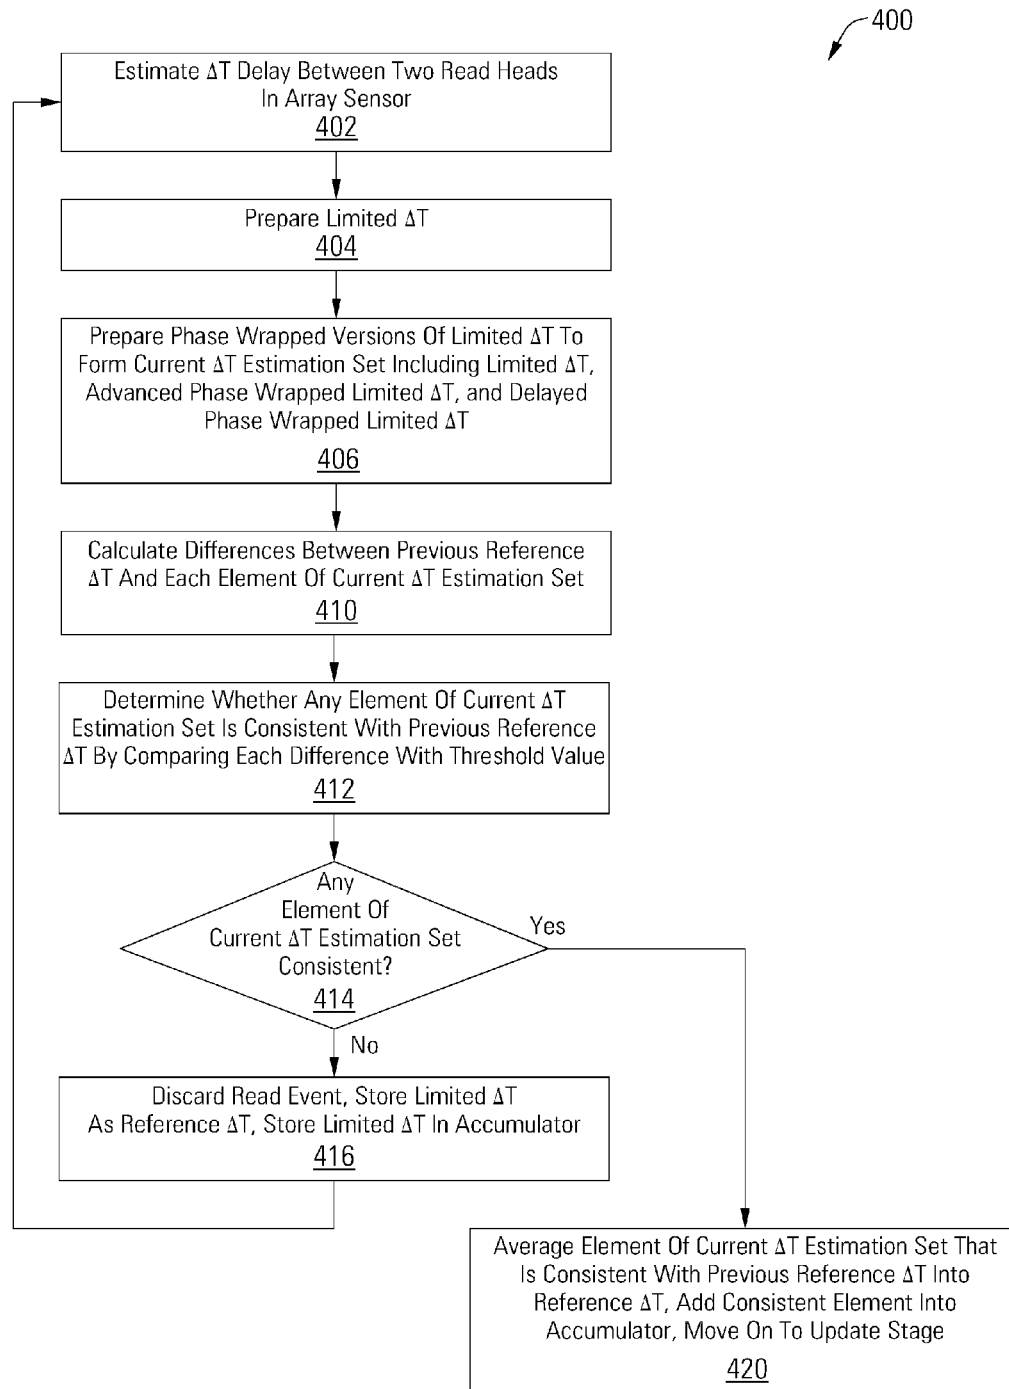 400
Estimate ΔT Delay Between Two Read Heads
In Array Sensor
402
Prepare Limited ΔT
404
Prepare Phase Wrapped Versions Of Limited ΔT To
Form Current ΔT Estimation Set Including Limited ΔT,
Advanced Phase Wrapped Limited ΔT, and Delayed
Phase Wrapped Limited ΔT
406
Calculate Differences Between Previous Reference
ΔT And Each Element Of Current ΔT Estimation Set
410
Determine Whether Any Element Of Current ΔT
Estimation Set Is Consistent With Previous Reference
ΔT By Comparing Each Difference With Threshold Value
412
Any
Element Of
Current ΔT Estimation Set
Consistent?
414
Yes
No
Discard Read Event, Store Limited ΔT
As Reference ΔT, Store Limited ΔT In Accumulator
416
Average Element Of Current ΔT Estimation Set That
Is Consistent With Previous Reference ΔT Into
Reference ΔT, Add Consistent Element Into
Accumulator, Move On To Update Stage
420